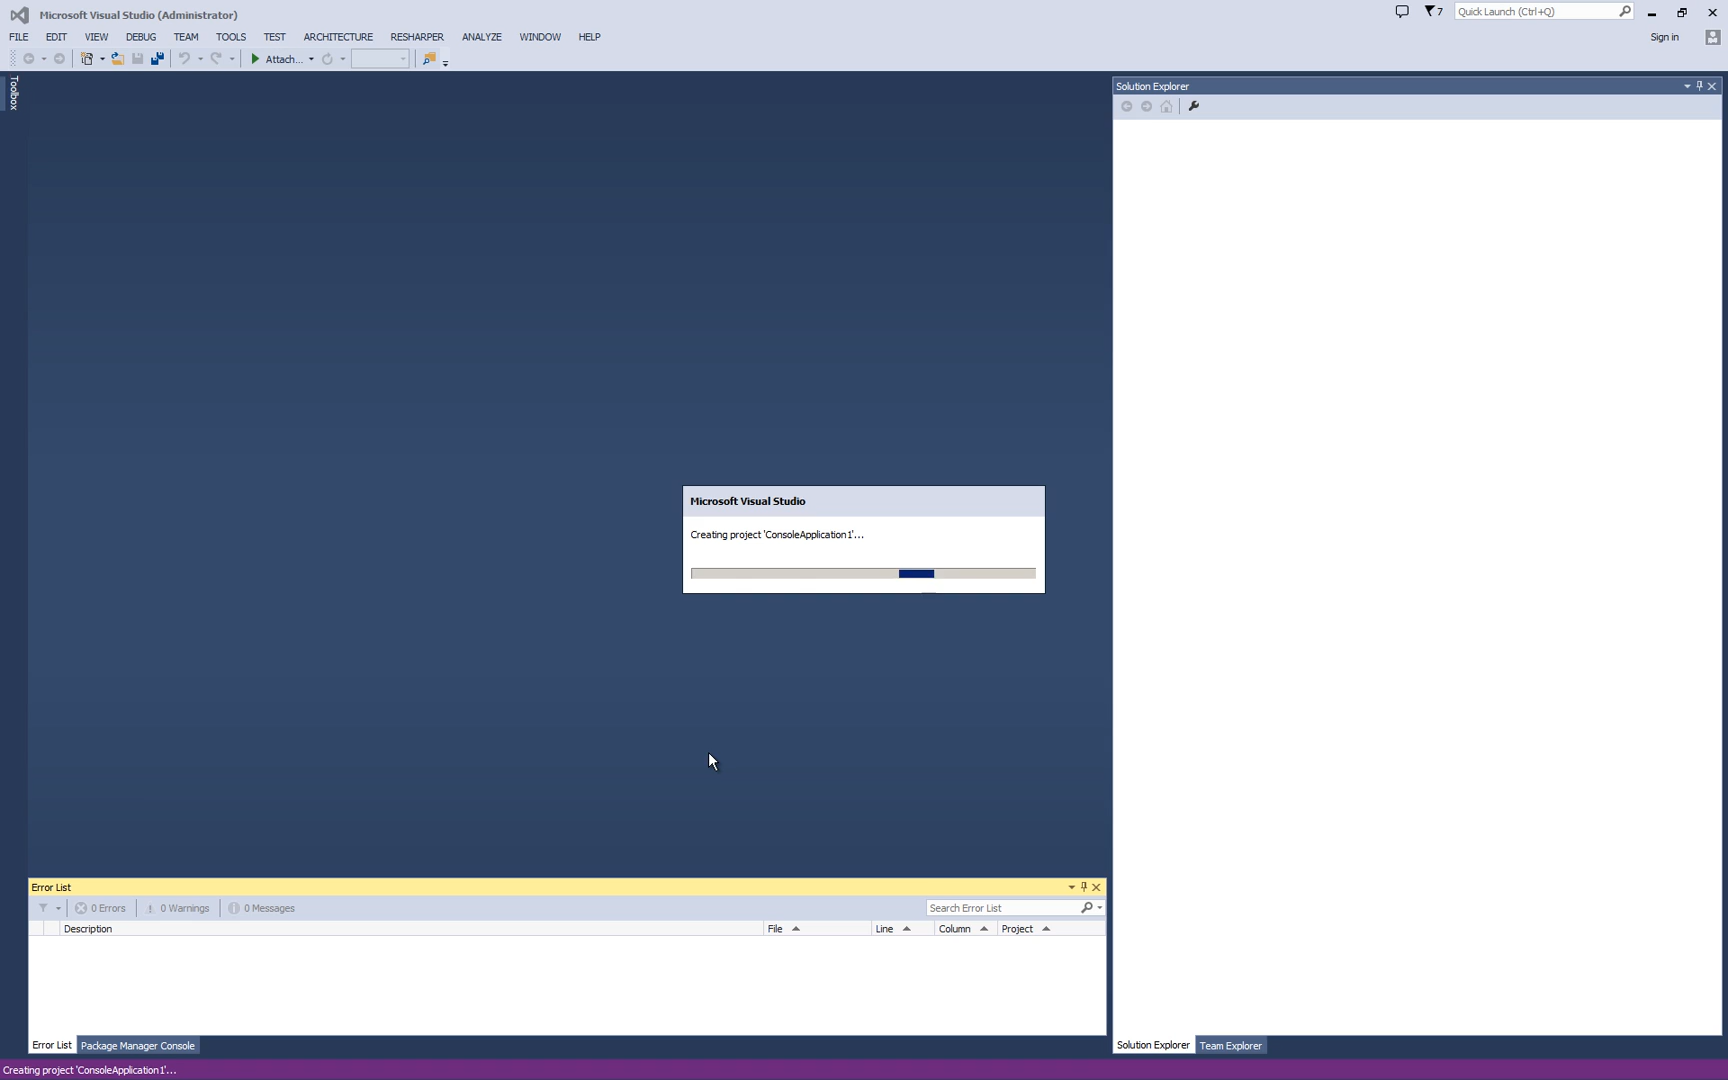 Microsoft Visual Studio (Administrator)
7
Quick Launch (Ctrl+Q)
FILE EDIT VIEW DEBUG TEAM TOOLS TEST ARCHITECTURE RESHARPER ANALYZE WINDOW HELP
Sign in
Attach...
Toolbox
Solution Explorer
Microsoft Visual Studio
Creating project 'ConsoleApplication1'...
Error List
0 Errors 0 Warnings 0 Messages
Search Error List
Description File Line Column Project
Error List Package Manager Console
Solution Explorer Team Explorer
Creating project 'ConsoleApplication1'...